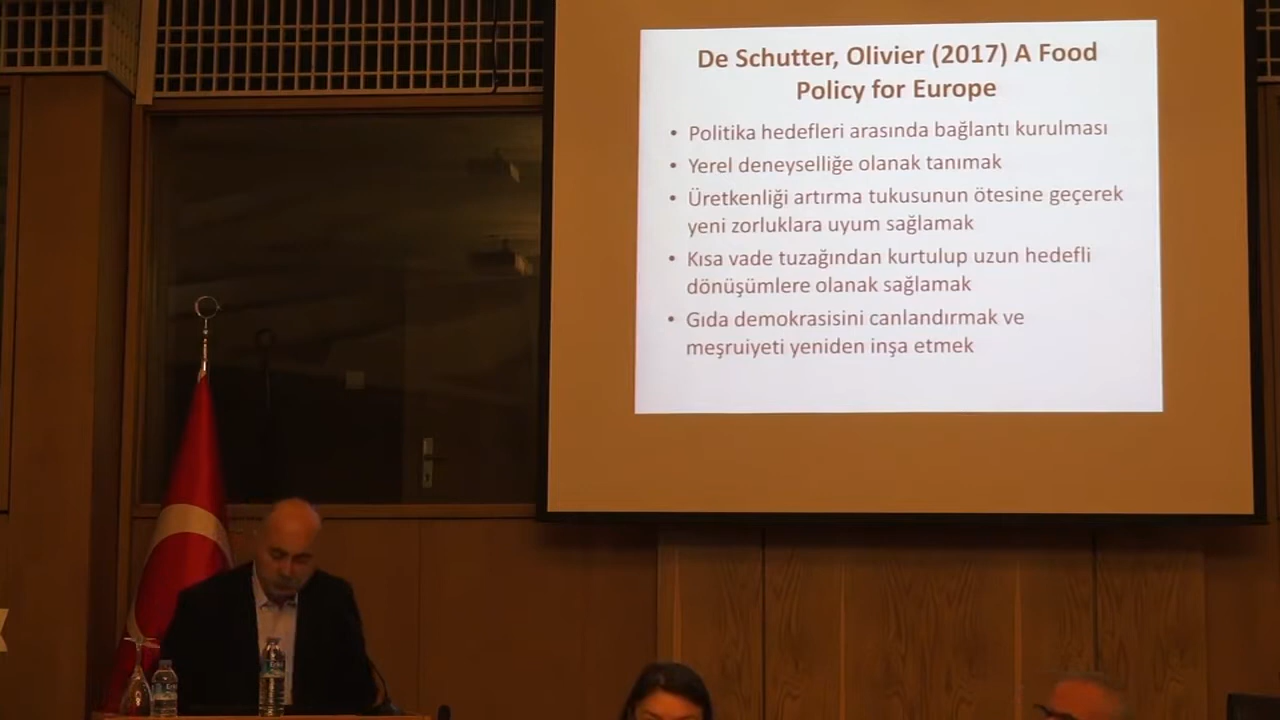 De Schutter, Olivier (2017) A Food
Policy for Europe
• Politika hedefleri arasında bağlantı kurulması
• Yerel deneyselliğe olanak tanımak
• Üretkenliği artırma tukusunun ötesine geçerek
yeni zorluklara uyum sağlamak
• Kısa vade tuzağından kurtulup uzun hedefli
dönüşümlere olanak sağlamak
• Gıda demokrasisini canlandırmak ve
meşruiyeti yeniden inşa etmek